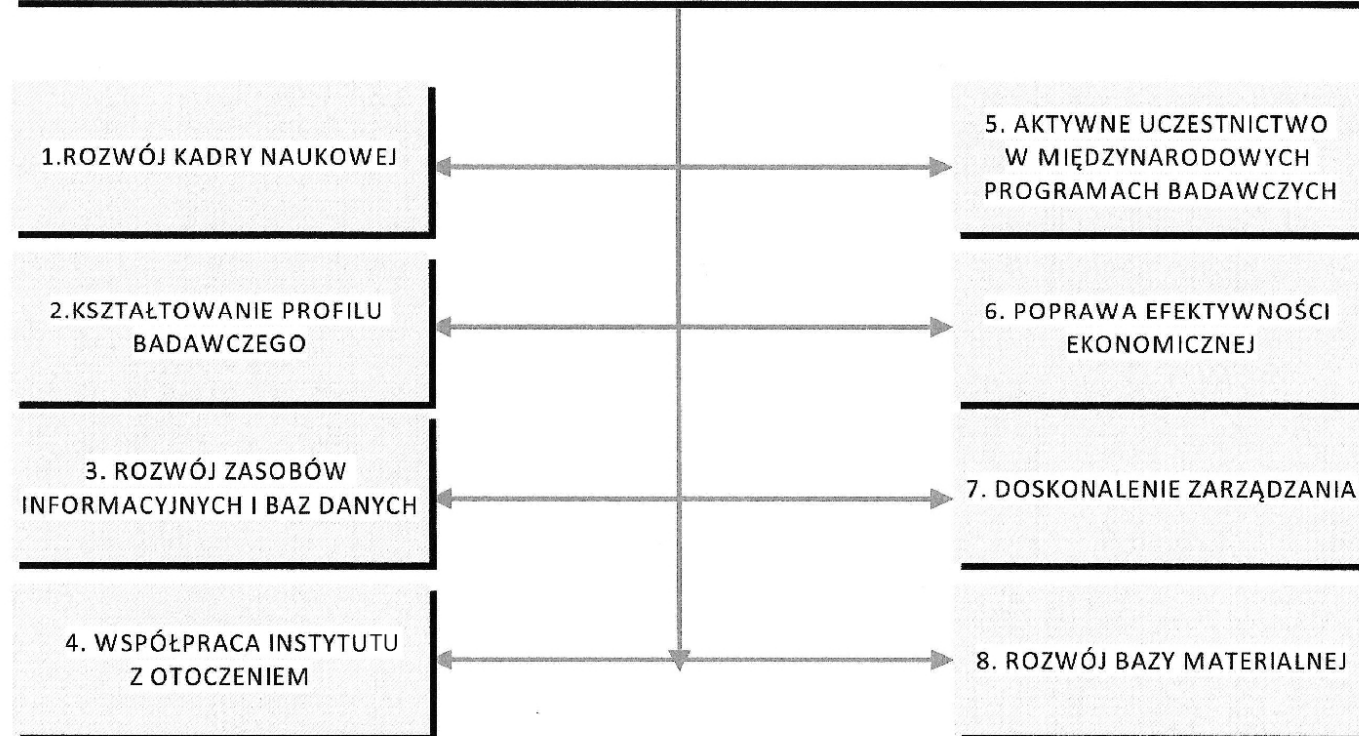 1.ROZWÓJ KADRY NAUKOWEJ
2.KSZTAŁTOWANIE PROFILU
BADAWCZEGO
3. ROZWÓJ ZASOBÓW
INFORMACYJNYCH I BAZ DANYCH
4. WSPÓŁPRACA INSTYTUTU
Z OTOCZENIEM
5. AKTYWNE UCZESTNICTWO
W MIĘDZYNARODOWYCH
PROGRAMACH BADAWCZYCH
6. POPRAWA EFEKTYWNOŚCI
EKONOMICZNEJ
7. DOSKONALENIE ZARZĄDZANIA
8. ROZWÓJ BAZY MATERIALNEJ